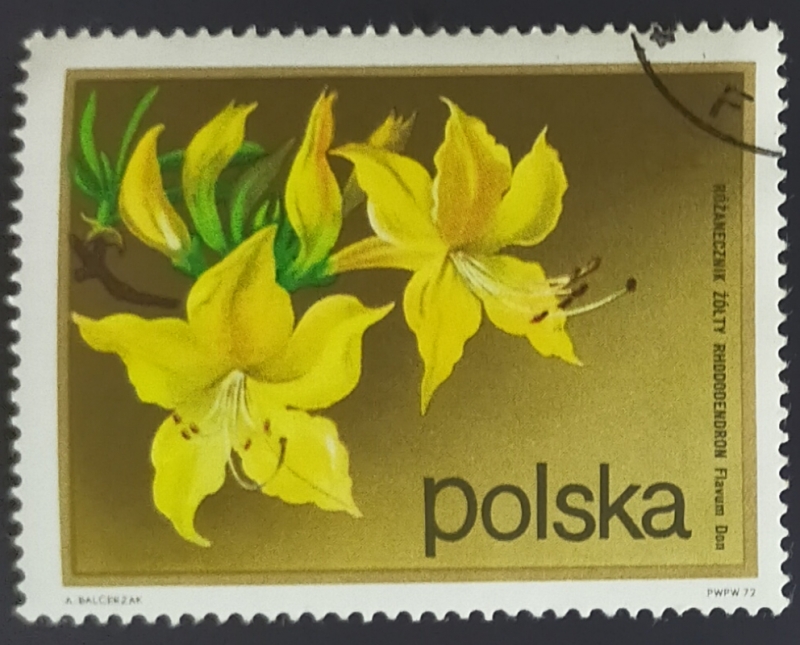 RÓŻANECZNIK ŻÓŁTY RHODODENDRON Flavum Don
polska
A. BALCERZAK
PWPW 72